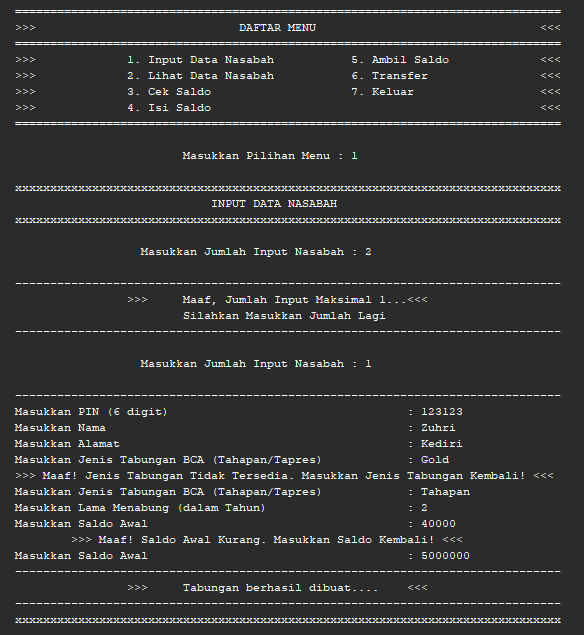 ==============================================================================
>>> DAFTAR MENU <<<
==============================================================================
>>> 1. Input Data Nasabah 5. Ambil Saldo <<<
>>> 2. Lihat Data Nasabah 6. Transfer <<<
>>> 3. Cek Saldo 7. Keluar <<<
>>> 4. Isi Saldo <<<
==============================================================================
Masukkan Pilihan Menu : 1
xxxxxxxxxxxxxxxxxxxxxxxxxxxxxxxxxxxxxxxxxxxxxxxxxxxxxxxxxxxxxxxxxxxxxxxxxxxxxx
INPUT DATA NASABAH
xxxxxxxxxxxxxxxxxxxxxxxxxxxxxxxxxxxxxxxxxxxxxxxxxxxxxxxxxxxxxxxxxxxxxxxxxxxxxx
Masukkan Jumlah Input Nasabah : 2
------------------------------------------------------------------------------
>>> Maaf, Jumlah Input Maksimal 1...<<<
Silahkan Masukkan Jumlah Lagi
------------------------------------------------------------------------------
Masukkan Jumlah Input Nasabah : 1
------------------------------------------------------------------------------
Masukkan PIN (6 digit) : 123123
Masukkan Nama : Zuhri
Masukkan Alamat : Kediri
Masukkan Jenis Tabungan BCA (Tahapan/Tapres) : Gold
>>> Maaf! Jenis Tabungan Tidak Tersedia. Masukkan Jenis Tabungan Kembali! <<<
Masukkan Jenis Tabungan BCA (Tahapan/Tapres) : Tahapan
Masukkan Lama Menabung (dalam Tahun) : 2
Masukkan Saldo Awal : 40000
>>> Maaf! Saldo Awal Kurang. Masukkan Saldo Kembali! <<<
Masukkan Saldo Awal : 5000000
------------------------------------------------------------------------------
>>> Tabungan berhasil dibuat.... <<<
------------------------------------------------------------------------------
xxxxxxxxxxxxxxxxxxxxxxxxxxxxxxxxxxxxxxxxxxxxxxxxxxxxxxxxxxxxxxxxxxxxxxxxxxxxxx